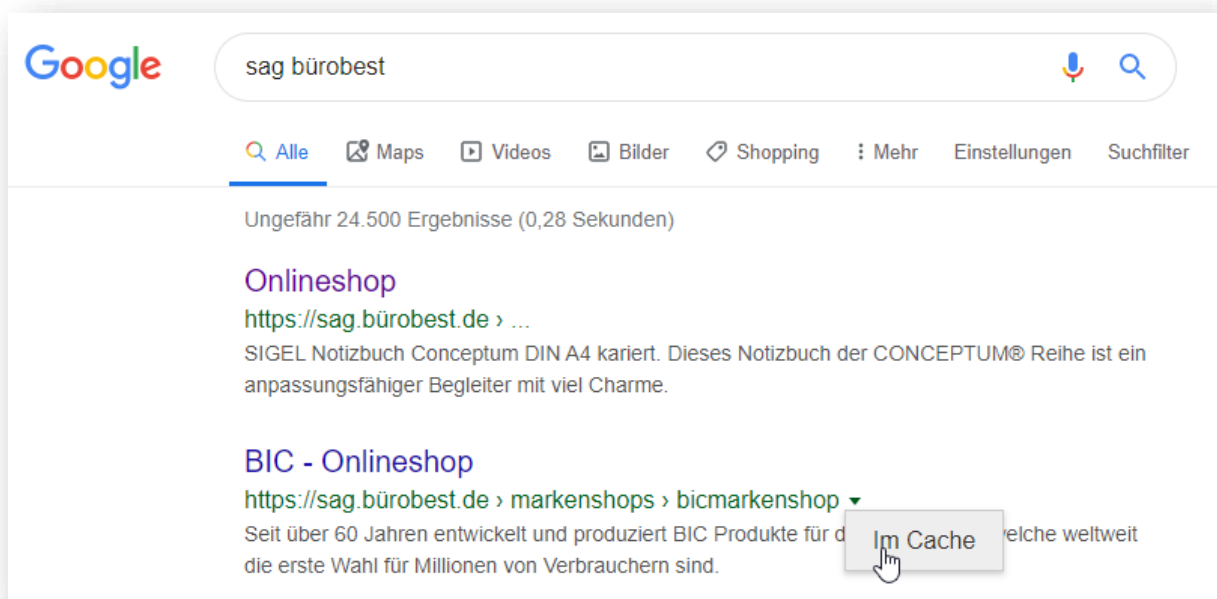 Google
sag bürobest
Alle Maps Videos Bilder Shopping Mehr Einstellungen Suchfilter
Ungefähr 24.500 Ergebnisse (0,28 Sekunden)
Onlineshop
https://sag.bürobest.de › ...
SIGEL Notizbuch Conceptum DIN A4 kariert. Dieses Notizbuch der CONCEPTUM® Reihe ist ein
anpassungsfähiger Begleiter mit viel Charme.
BIC - Onlineshop
https://sag.bürobest.de › markenshops › bicmarkenshop
Seit über 60 Jahren entwickelt und produziert BIC Produkte für weltweit
Im Cache
die erste Wahl für Millionen von Verbrauchern sind.